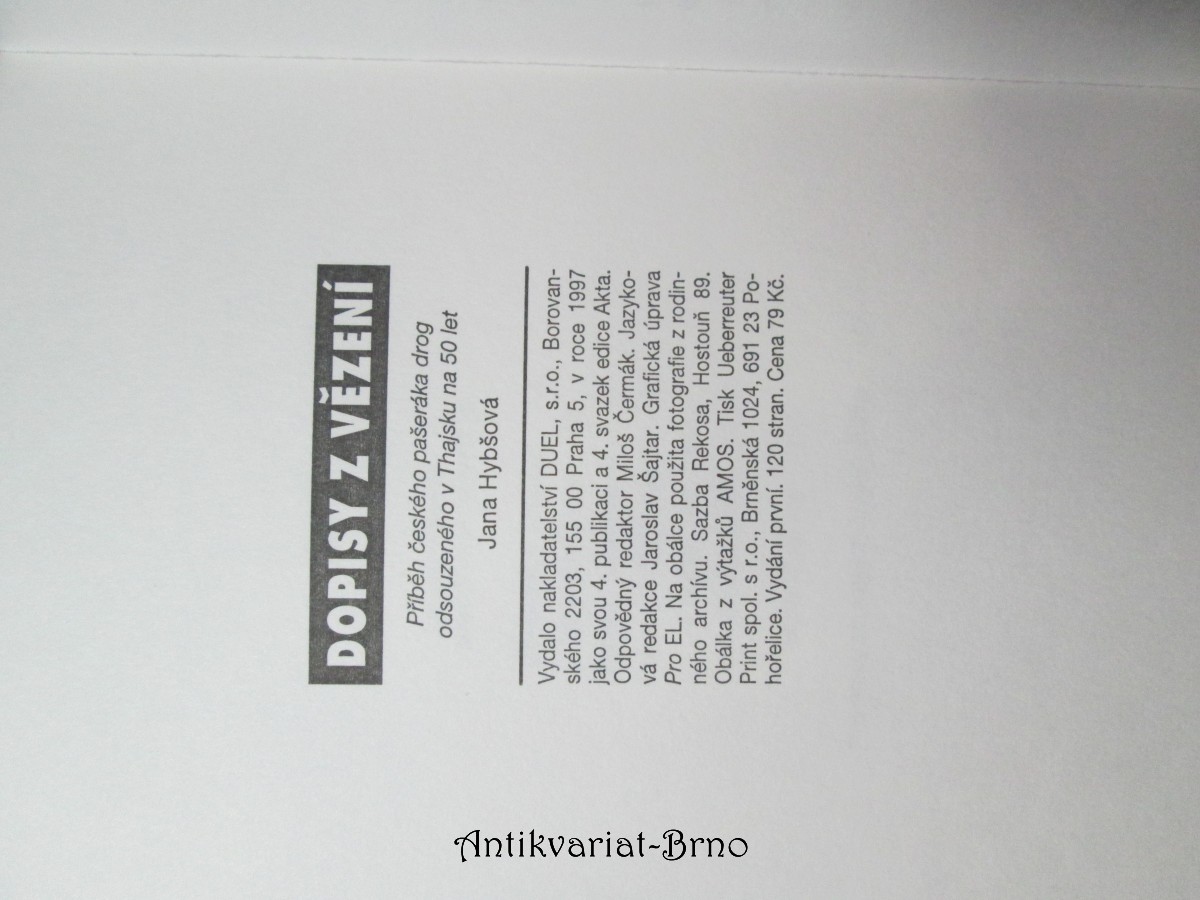 DOPISY Z VĚZENÍ
Příběh českého pašeráka drog
odsouzeného v Thajsku na 50 let
Jana Hybšová
Vydalo nakladatelství DUEL, s.r.o., Borovan-
ského 2203, 155 00 Praha 5, v roce 1997
jako svou 4. publikaci a 4. svazek edice Akta.
Odpovědný redaktor Miloš Čermák. Jazyko-
vá redakce Jaroslav Šajtar. Grafická úprava
Pro EL. Na obálce použita fotografie z rodin-
ného archívu. Sazba Rekosa, Hostouň 89.
Obálka z výtažků AMOS. Tisk Ueberreuter
Print spol. s r.o., Brněnská 1024, 691 23 Po-
hořelice. Vydání první. 120 stran. Cena 79 Kč.
Antikvariat-Brno